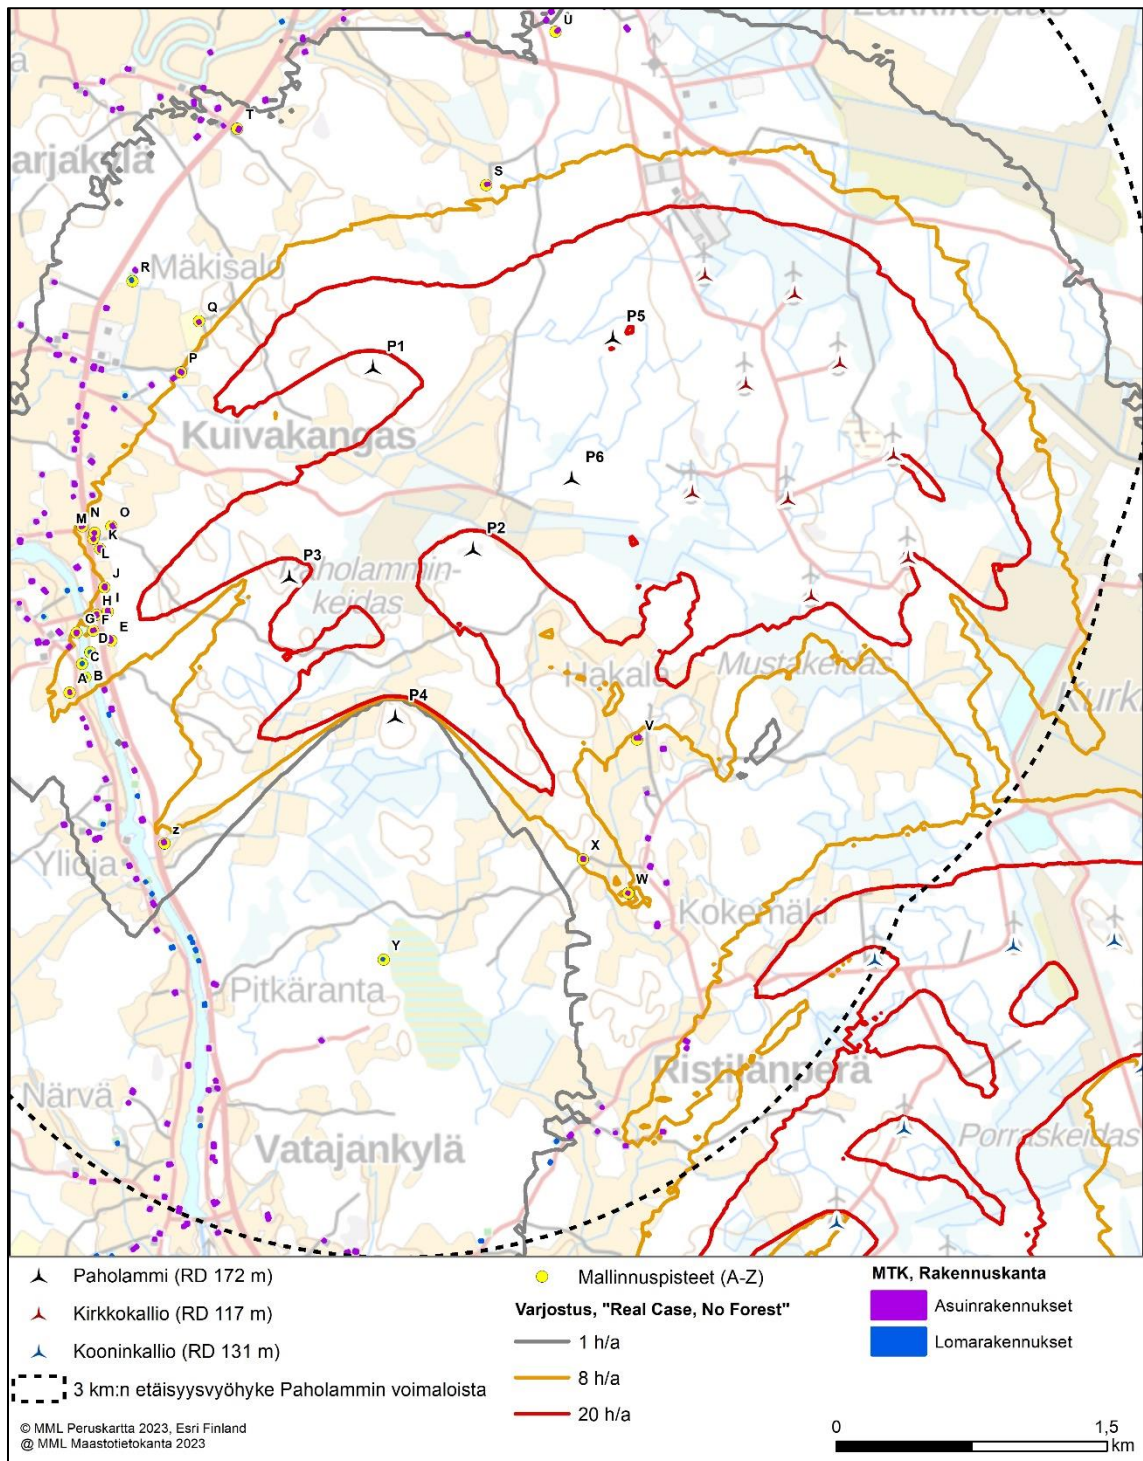 Lakkikeidas
U
a
T
arjakylä
S
R
Mäkisalo
Q
P5
P1
P
Kuivakangas
P6
M
N
O
K
P2
L
P3
Paholammin-
keidas
J
H
I
G
F
E
D
C
Hakala
Mustakeidas
A
B
P4
Kurk
V
z
X
Ylioja
W
Kokemäki
Y
Pitkäranta
Ristilänperä
Närvä
Vatajankylä
Porraskeidas
Paholammi (RD 172 m)
Kirkkokallio (RD 117 m)
Kooninkallio (RD 131 m)
3 km:n etäisyysvyöhyke Paholammin voimaloista
© MML Peruskartta 2023, Esri Finland
@ MML Maastotietokanta 2023
Mallinnuspisteet (A-Z)
Varjostus, "Real Case, No Forest"
1 h/a
8 h/a
20 h/a
MTK, Rakennuskanta
Asuinrakennukset
Lomarakennukset
0
1,5
km